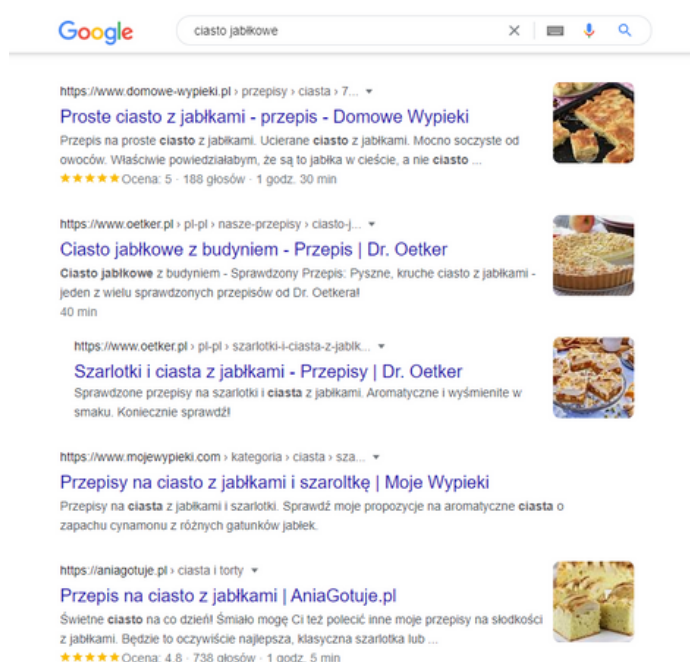 Google
ciasto jabłkowe
https://www.domowe-wypieki.pl › przepisy › ciasta › 7...
Proste ciasto z jabłkami - przepis - Domowe Wypieki
Przepis na proste ciasto z jabłkami. Ucierane ciasto z jabłkami. Mocno soczyste od
owoców. Właściwie powiedziałabym, że są to jabłka w cieście, a nie ciasto ...
★★★★★ Ocena: 5 · 188 głosów · 1 godz. 30 min
https://www.oetker.pl › pl-pl › nasze-przepisy › ciasto-j...
Ciasto jabłkowe z budyniem - Przepis | Dr. Oetker
Ciasto jabłkowe z budyniem - Sprawdzony Przepis: Pyszne, kruche ciasto z jabłkami -
jeden z wielu sprawdzonych przepisów od Dr. Oetkera!
40 min
https://www.oetker.pl › pl-pl › szarlotki-i-ciasta-z-jablk...
Szarlotki i ciasta z jabłkami - Przepisy | Dr. Oetker
Sprawdzone przepisy na szarlotki i ciasta z jabłkami. Aromatyczne i wyśmienite w
smaku. Koniecznie sprawdź!
https://www.mojewypieki.com › kategoria › ciasta › sza...
Przepisy na ciasto z jabłkami i szaroltkę | Moje Wypieki
Przepisy na ciasta z jabłkami i szarlotki. Sprawdź moje propozycje na aromatyczne ciasta o
zapachu cynamonu z różnych gatunków jabłek.
https://aniagotuje.pl › ciasta i torty
Przepis na ciasto z jabłkami | AniaGotuje.pl
Świetne ciasto na co dzień! Śmiało mogę Ci też polecić inne moje przepisy na słodkości
z jabłkami. Będzie to oczywiście najlepsza, klasyczna szarlotka lub ...
★★★★★ Ocena: 4,8 · 738 głosów · 1 godz. 5 min